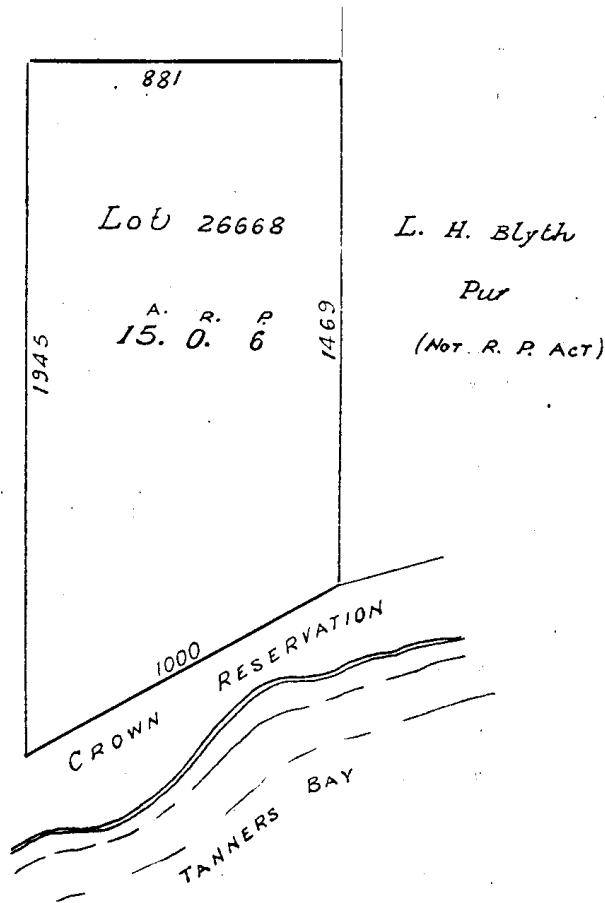 881
Lot 26668
A. R. P.
15. 0. 6
1945
1469
L. H. Blyth
Pur
(NOT R. P. ACT)
1000
CROWN RESERVATION
TANNERS BAY